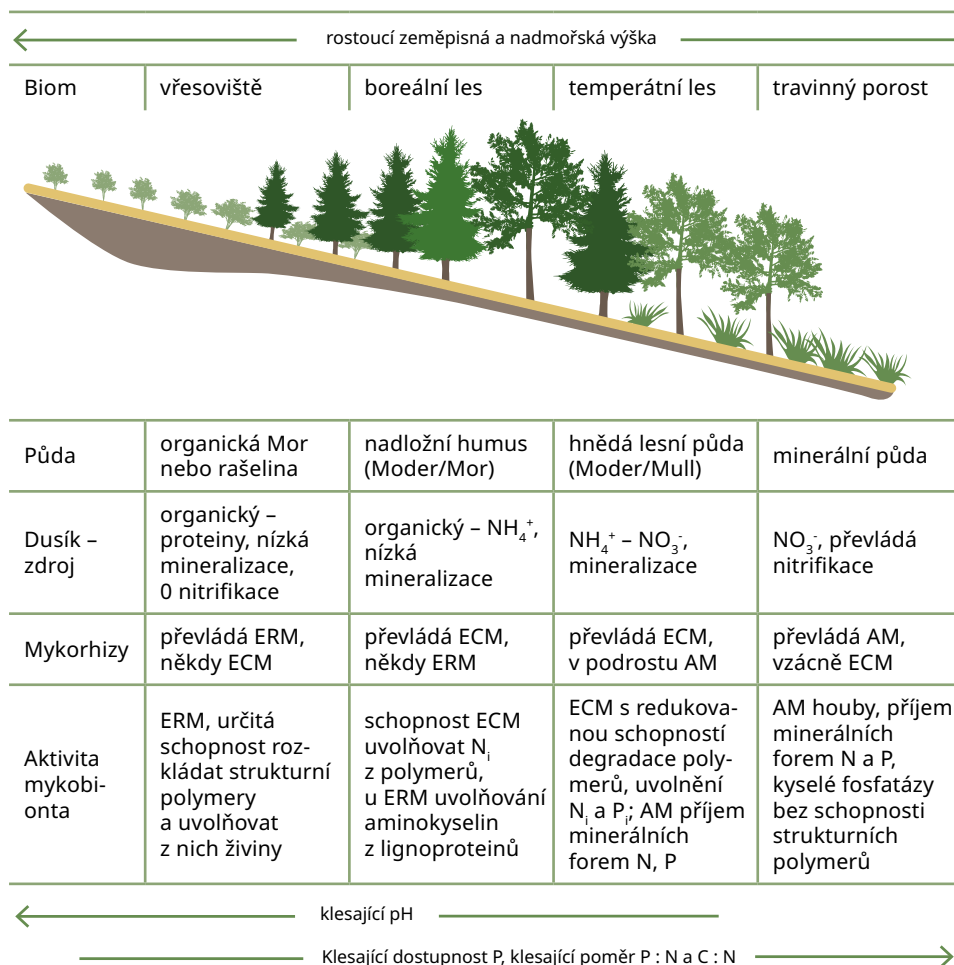 rostoucí zeměpisná a nadmořská výška
Biom
vřesoviště
boreální les
temperátní les
travinný porost
Půda
organická Mor
nebo rašelina
nadložní humus
(Moder/Mor)
hnědá lesní půda
(Moder/Mull)
minerální půda
Dusík –
zdroj
organický –
proteiny, nízká
mineralizace,
0 nitrifikace
organický – NH₄⁺,
nízká
mineralizace
NH₄⁺ – NO₃⁻,
mineralizace
NO₃⁻, převládá
nitrifikace
Mykorhizy
převládá ERM,
někdy ECM
převládá ECM,
někdy ERM
převládá ECM,
v podrostu AM
převládá AM,
vzácně ECM
Aktivita
mykobi-
onta
ERM, určitá
schopnost roz-
kládat strukturní
polymery
a uvolňovat
z nich živiny
schopnost ECM
uvolňovat Nᵢ
z polymerů,
u ERM uvolňování
aminokyselin
z lignoproteinů
ECM s redukova-
nou schopností
degradace poly-
merů, uvolnění
Nᵢ a Pᵢ; AM příjem
minerálních
forem N, P
AM houby, příjem
minerálních
forem N a P,
kyselé fosfatázy
bez schopnosti
strukturních
polymerů
klesající pH
Klesající dostupnost P, klesající poměr P : N a C : N